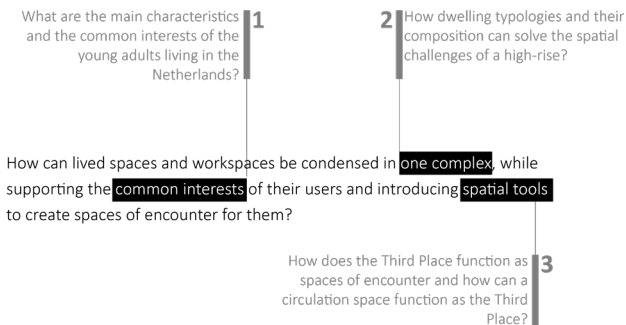 What are the main characteristics
and the common interests of the
young adults living in the
Netherlands?
1
2
How dwelling typologies and their
composition can solve the spatial
challenges of a high-rise?
How can lived spaces and workspaces be condensed in one complex, while
supporting the common interests of their users and introducing spatial tools
to create spaces of encounter for them?
How does the Third Place function as
spaces of encounter and how can a
circulation space function as the Third
Place?
3